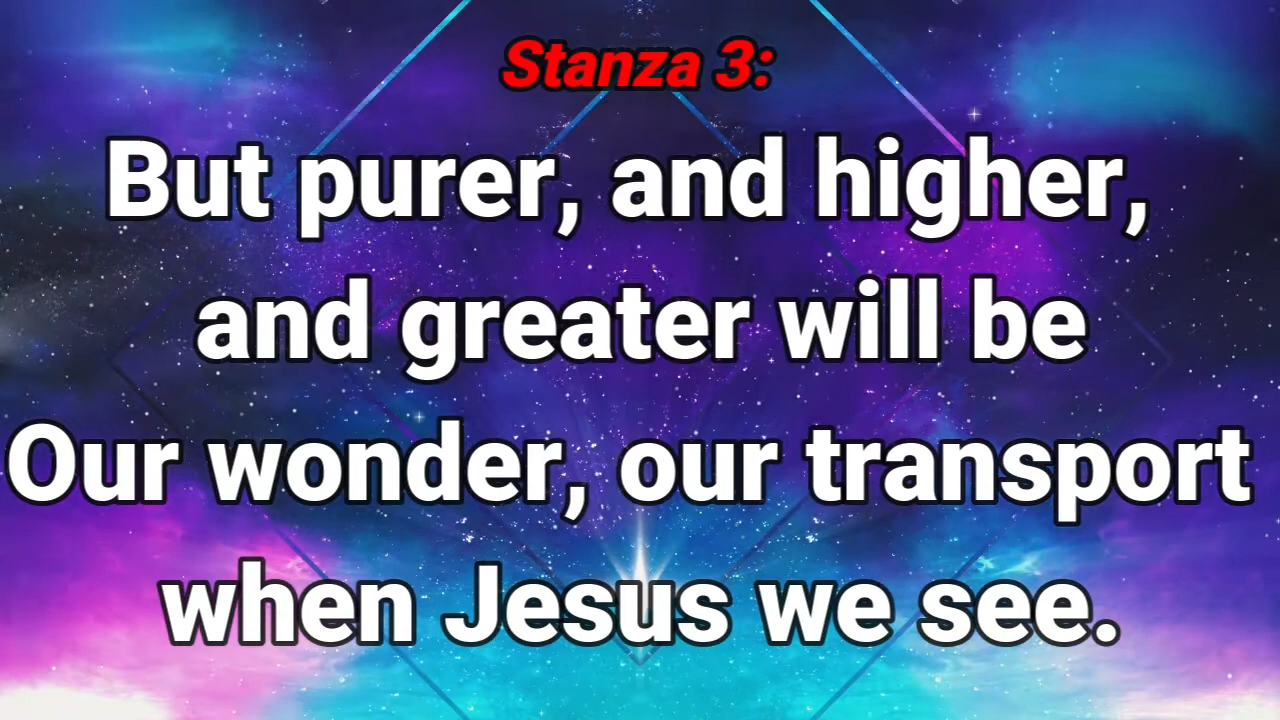 Stanza 3:
But purer, and higher,
and greater will be
Our wonder, our transport
when Jesus we see.